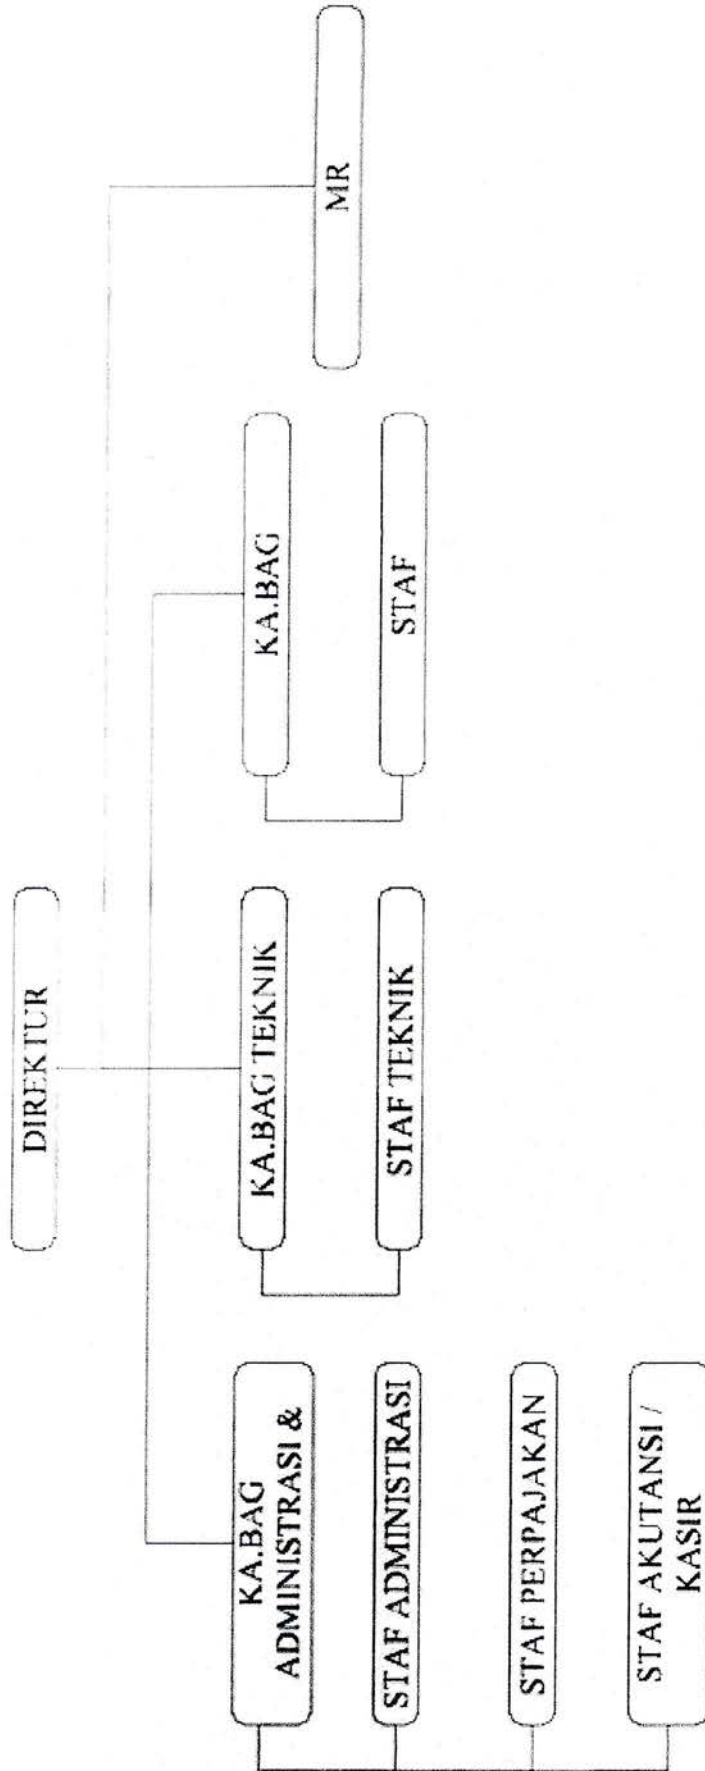 DIREKTUR
MR
KA.BAG
ADMINISTRASI &
KA.BAG TEKNIK
KA.BAG
STAF ADMINISTRASI
STAF TEKNIK
STAF
STAF PERPAJAKAN
STAF AKUTANSI /
KASIR